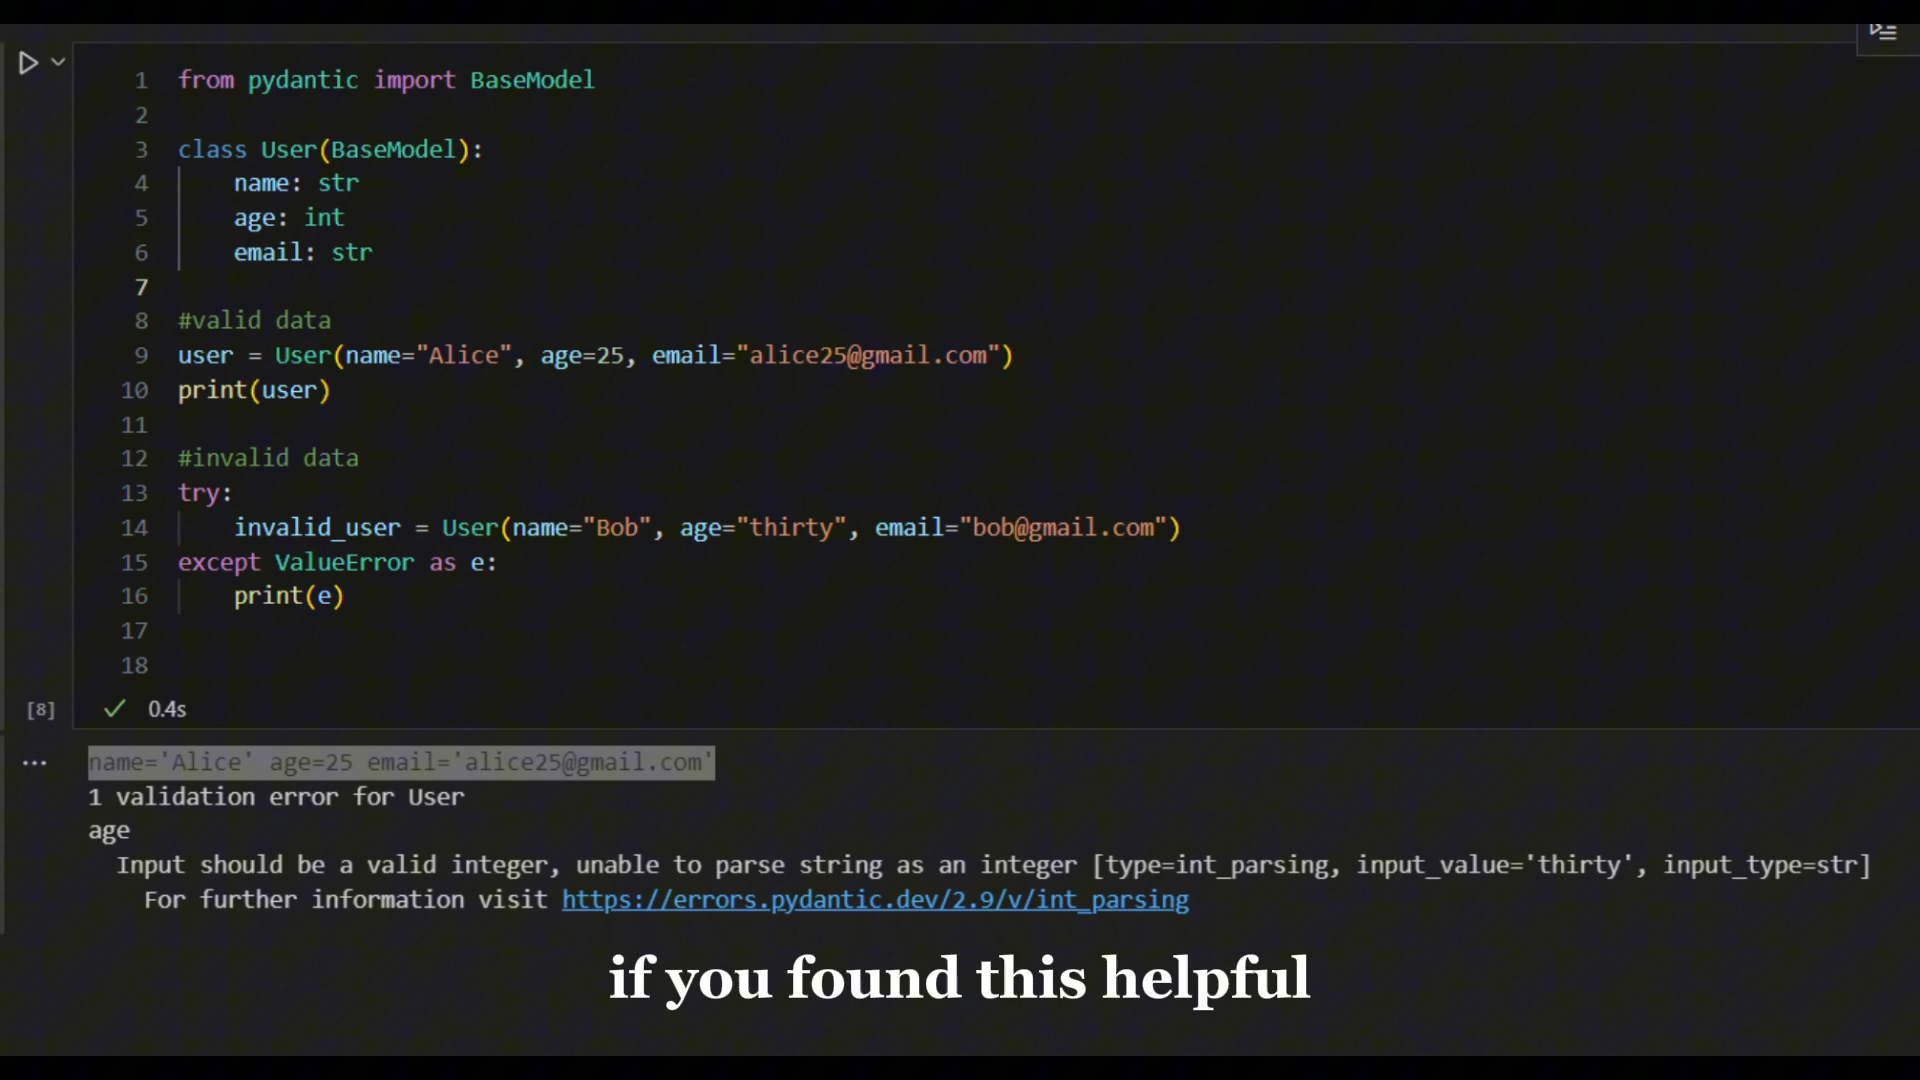 1 from pydantic import BaseModel
2
3 class User(BaseModel):
4     name: str
5     age: int
6     email: str
7
8 #valid data
9 user = User(name="Alice", age=25, email="alice25@gmail.com")
10 print(user)
11
12 #invalid data
13 try:
14     invalid_user = User(name="Bob", age="thirty", email="bob@gmail.com")
15 except ValueError as e:
16     print(e)
17
18
[8] ✓ 0.4s
... name='Alice' age=25 email='alice25@gmail.com'
1 validation error for User
age
  Input should be a valid integer, unable to parse string as an integer [type=int_parsing, input_value='thirty', input_type=str]
    For further information visit https://errors.pydantic.dev/2.9/v/int_parsing
if you found this helpful